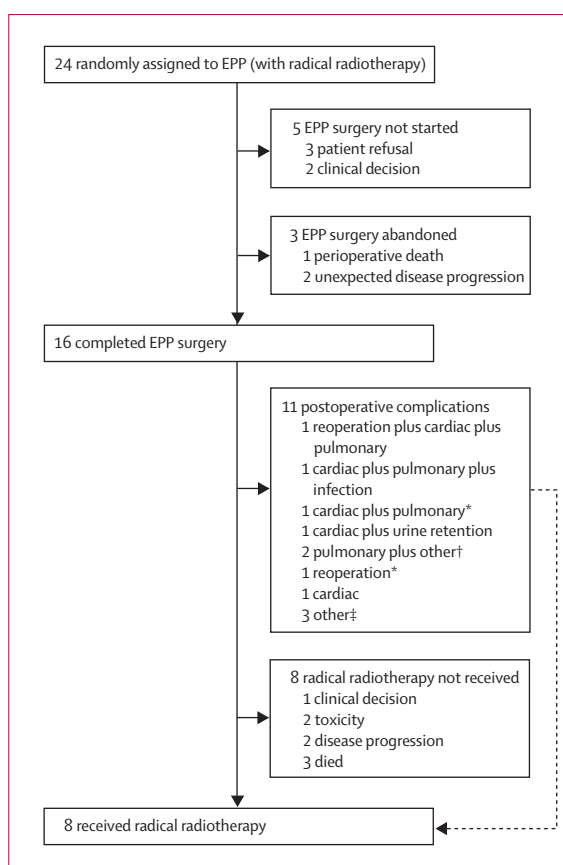 24 randomly assigned to EPP (with radical radiotherapy)
5 EPP surgery not started
3 patient refusal
2 clinical decision
3 EPP surgery abandoned
1 perioperative death
2 unexpected disease progression
16 completed EPP surgery
11 postoperative complications
1 reoperation plus cardiac plus
pulmonary
1 cardiac plus pulmonary plus
infection
1 cardiac plus pulmonary*
1 cardiac plus urine retention
2 pulmonary plus other†
1 reoperation*
1 cardiac
3 other‡
8 radical radiotherapy not received
1 clinical decision
2 toxicity
2 disease progression
3 died
8 received radical radiotherapy